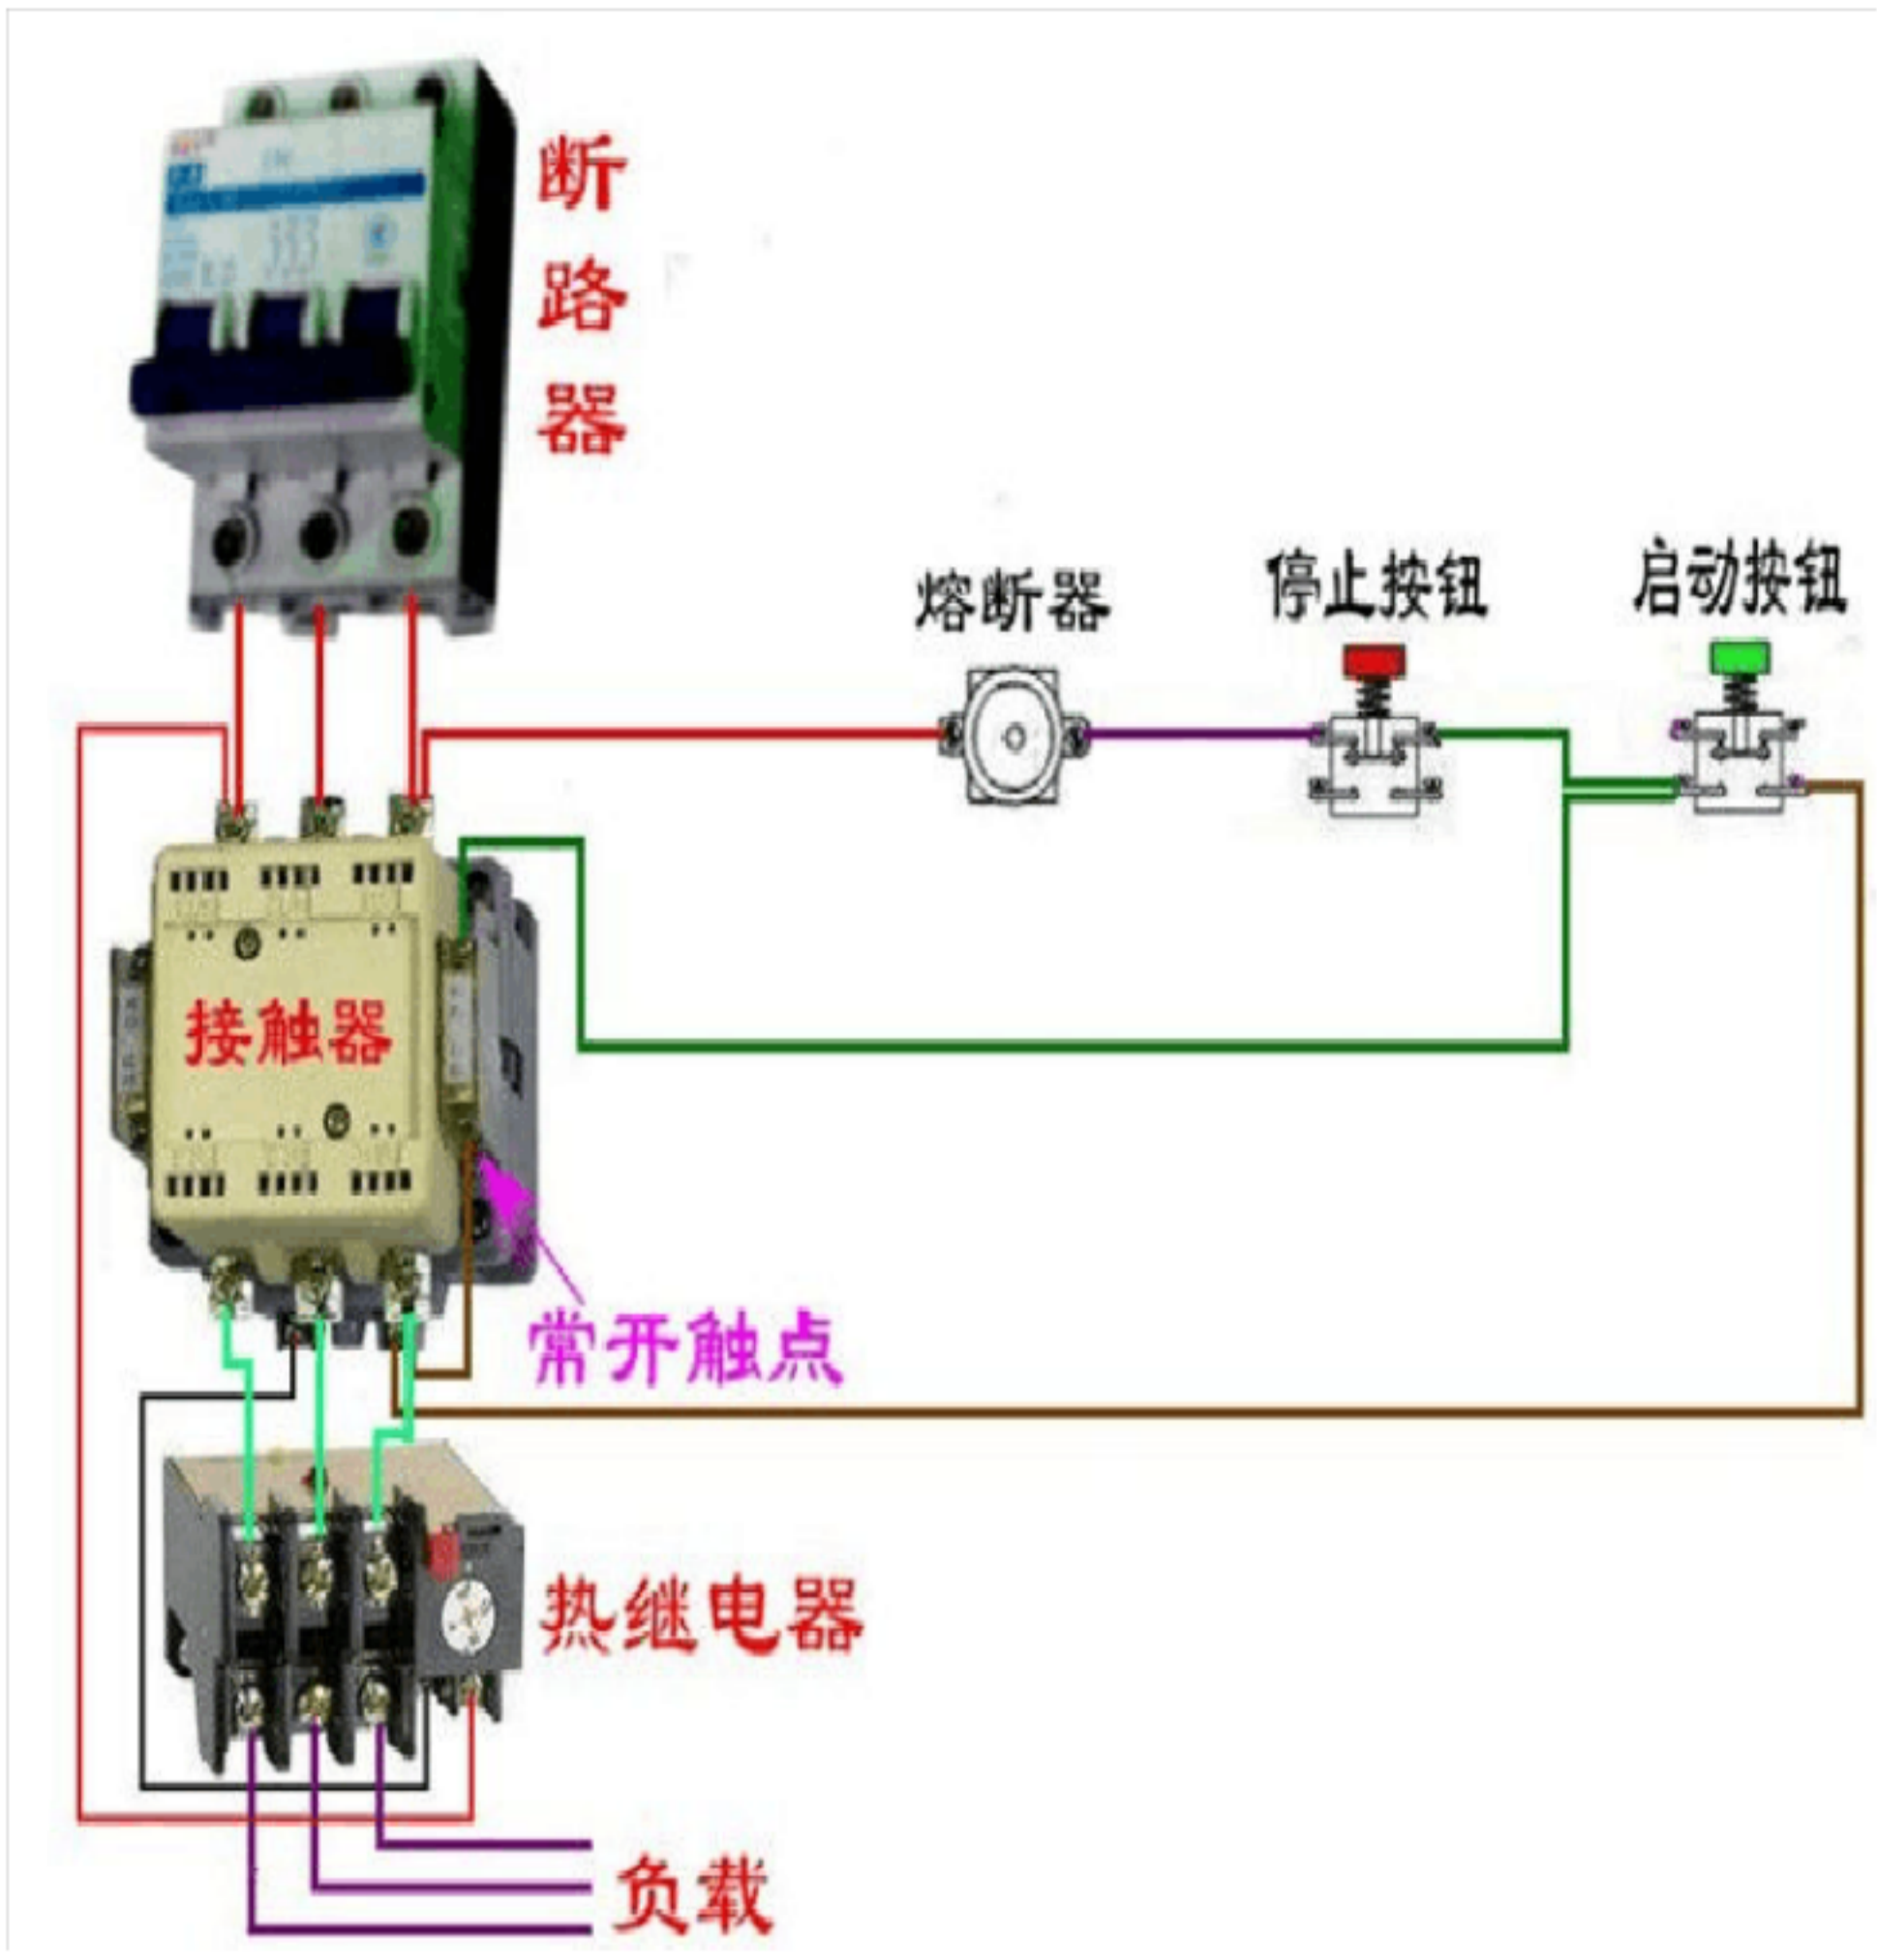 断路器
熔断器
停止按钮
启动按钮
接触器
常开触点
热继电器
负载